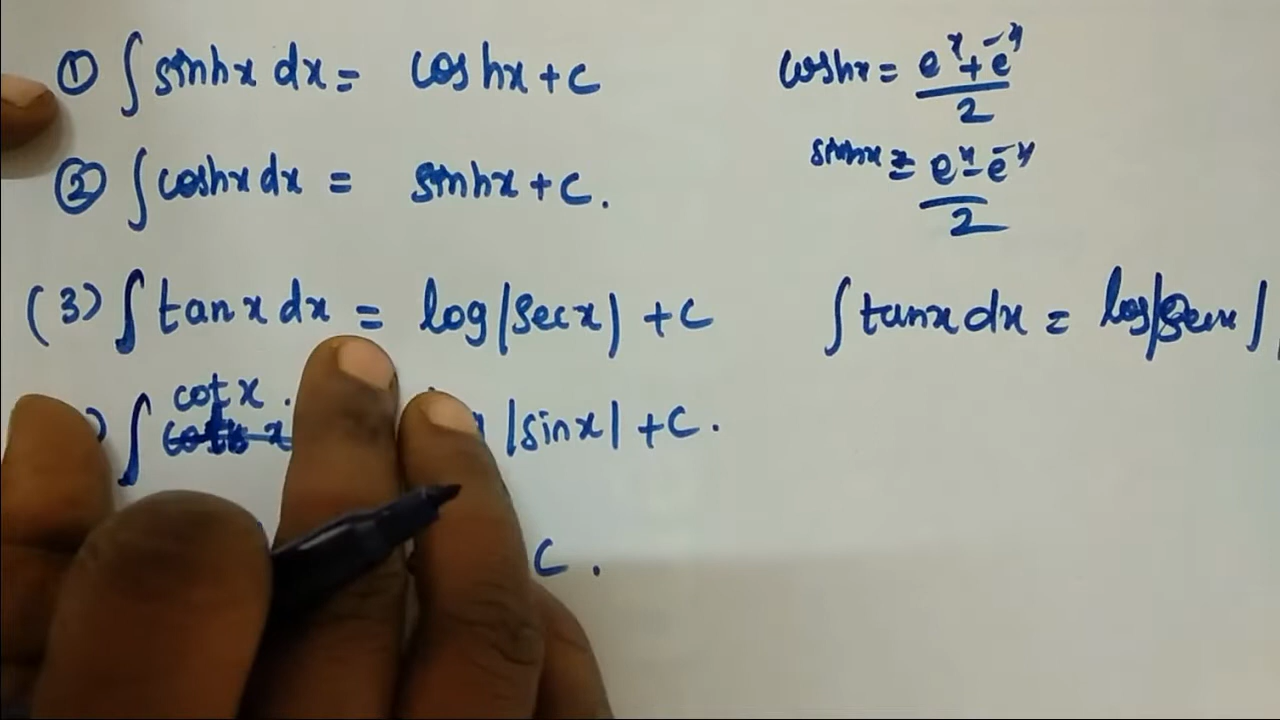 ① ∫ sinhx dx = coshx + c
coshx = (e^x + e^-x)/2
② ∫ coshx dx = sinhx + c.
sinhx = (e^x - e^-x)/2
(3) ∫ tan x dx = log|sec x| + c
∫ tanx dx = log|secx|
) ∫ cot x. |sin x| + c.
c.